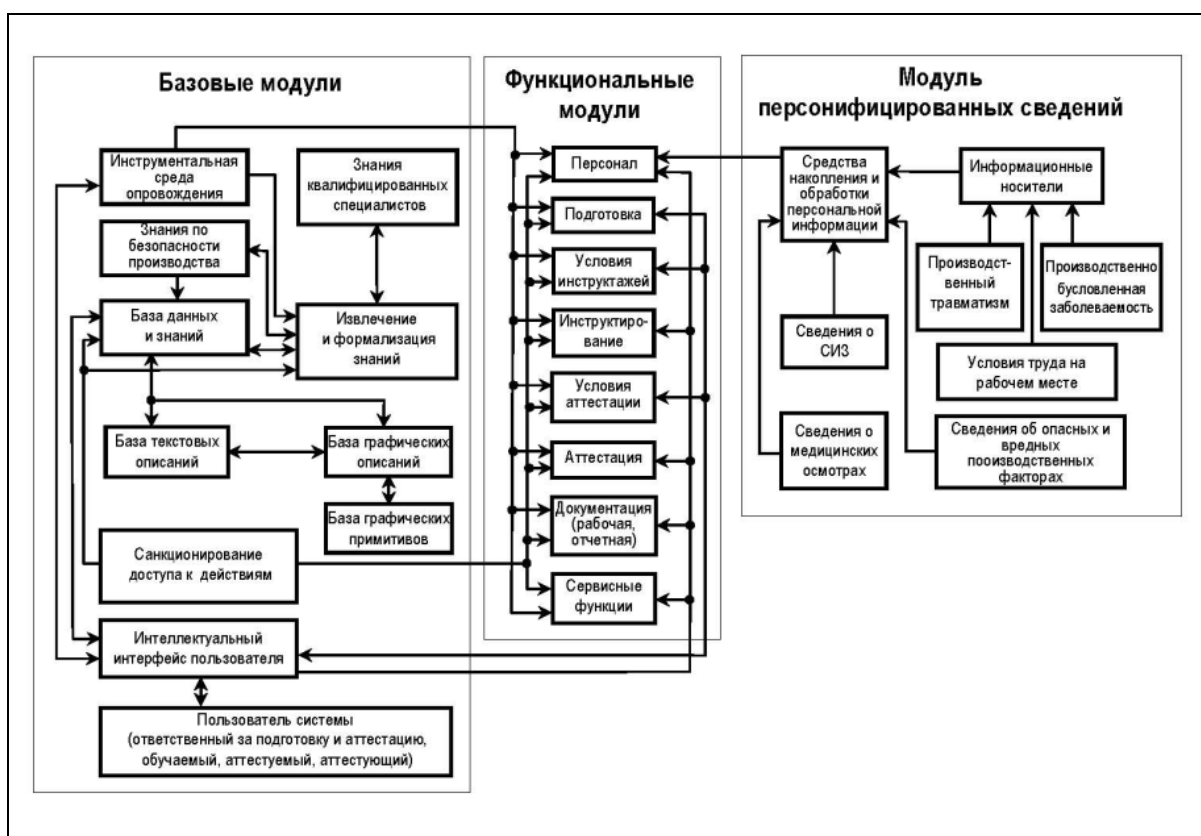 Базовые модули
Инструментальная
среда
опровождения
Знания
квалифицированных
специалистов
Знания по
безопасности
производства
База данных
и знаний
Извлечение
и формализация
знаний
База текстовых
описаний
База графических
описаний
База графических
примитивов
Санкционирование
доступа к действиям
Интеллектуальный
интерфейс пользователя
Пользователь системы
(ответственный за подготовку и аттестацию,
обучаемый, аттестуемый, аттестующий)
Функциональные
модули
Персонал
Подготовка
Условия
инструктажей
Инструктиро-
вание
Условия
аттестации
Аттестация
Документация
(рабочая,
отчетная)
Сервисные
функции
Модуль
персонифицированных сведений
Средства
накопления и
обработки
персональной
информации
Информационные
носители
Производст-
венный
травматизм
Производственно
бусловленная
заболеваемость
Сведения о
СИЗ
Условия труда на
рабочем месте
Сведения о
медицинских
осмотрах
Сведения об опасных и
вредных
пооизводственных
факторах